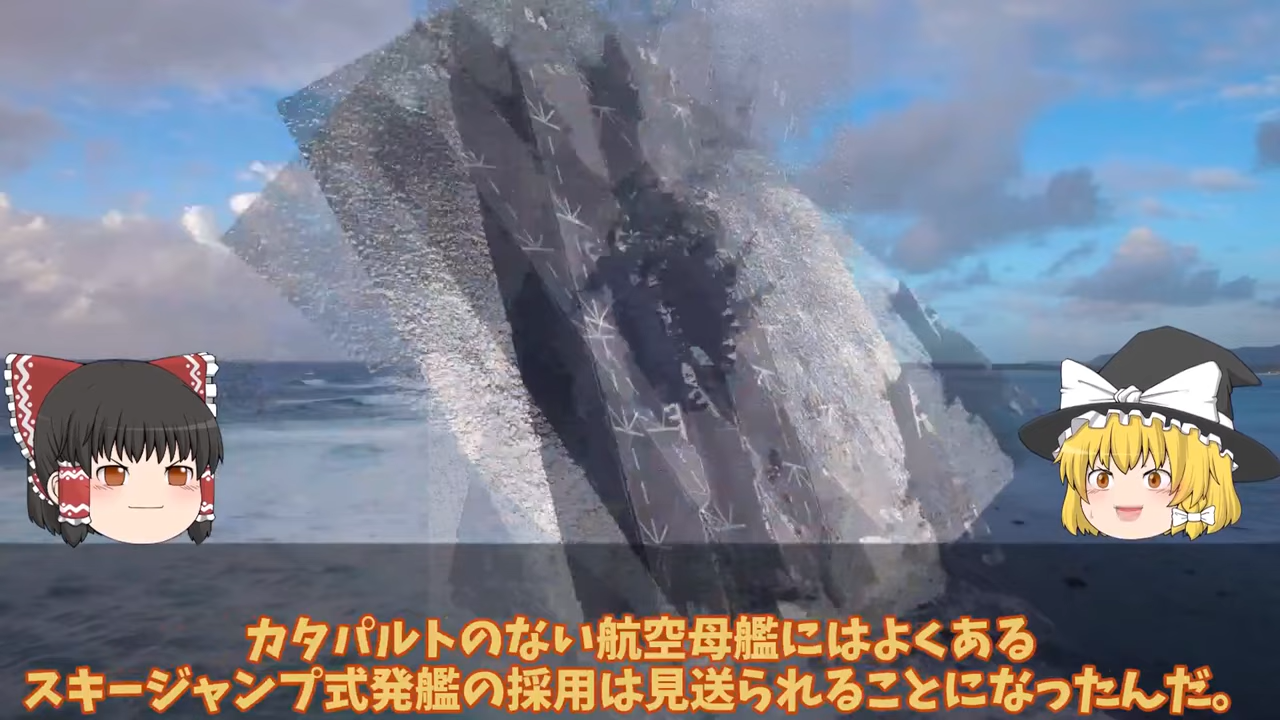 カタパルトのない航空母艦にはよくある
スキージャンプ式発艦の採用は見送られることになったんだ。